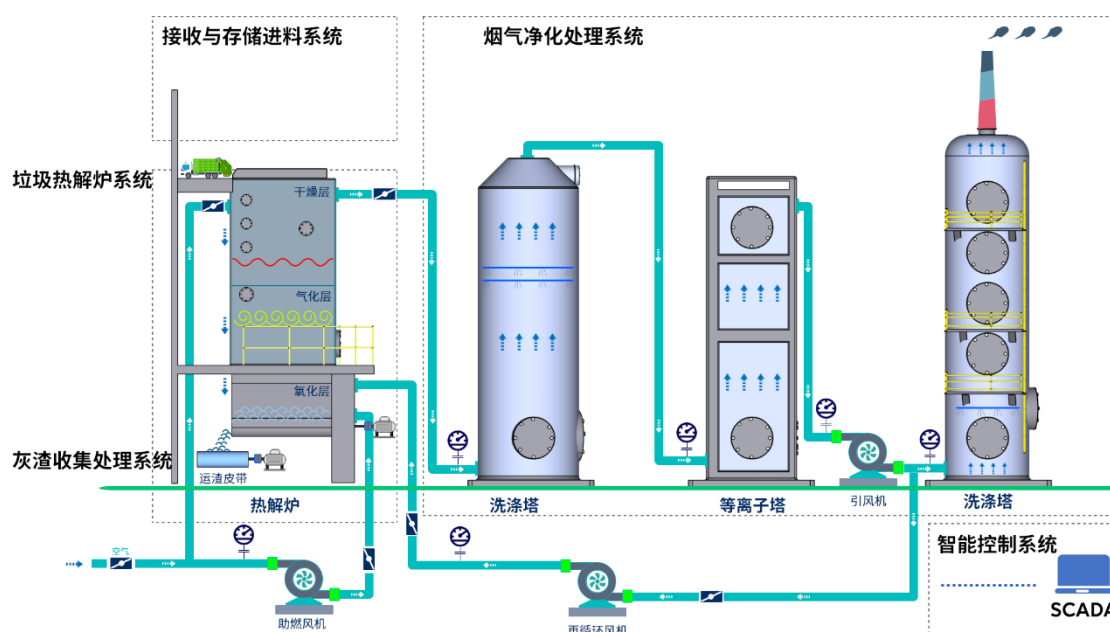 接收与存储进料系统
烟气净化处理系统
垃圾热解炉系统
干燥层
气化层
氧化层
灰渣收集处理系统
运渣皮带
热解炉
洗涤塔
等离子塔
引风机
洗涤塔
空气
助燃风机
再循环风机
智能控制系统
SCADA